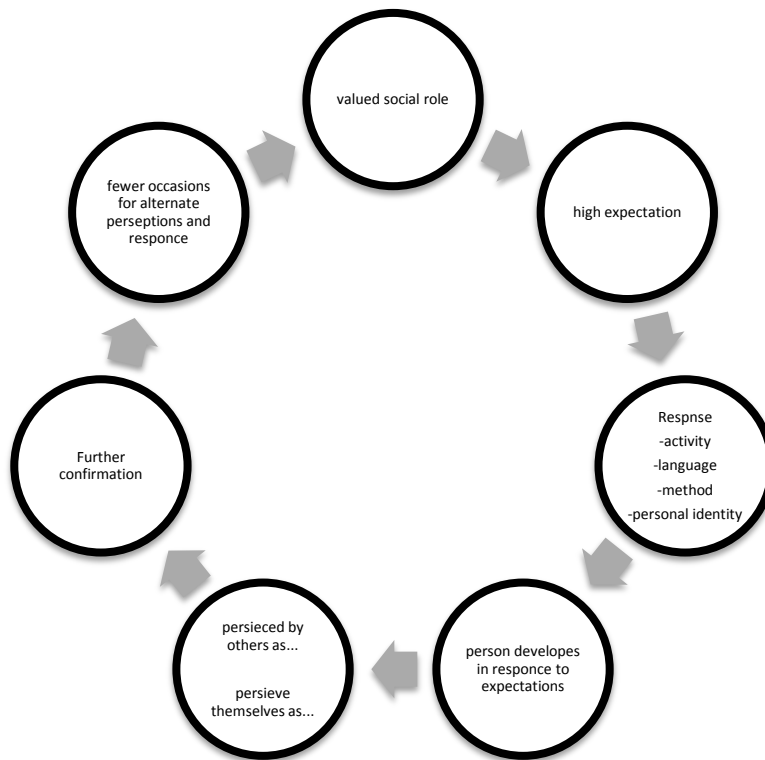 valued social role
high expectation
Respnse
-activity
-language
-method
-personal identity
person developes
in responce to
expectations
persieced by
others as...
persieve
themselves as...
Further
confirmation
fewer occasions
for alternate
perseptions and
responce